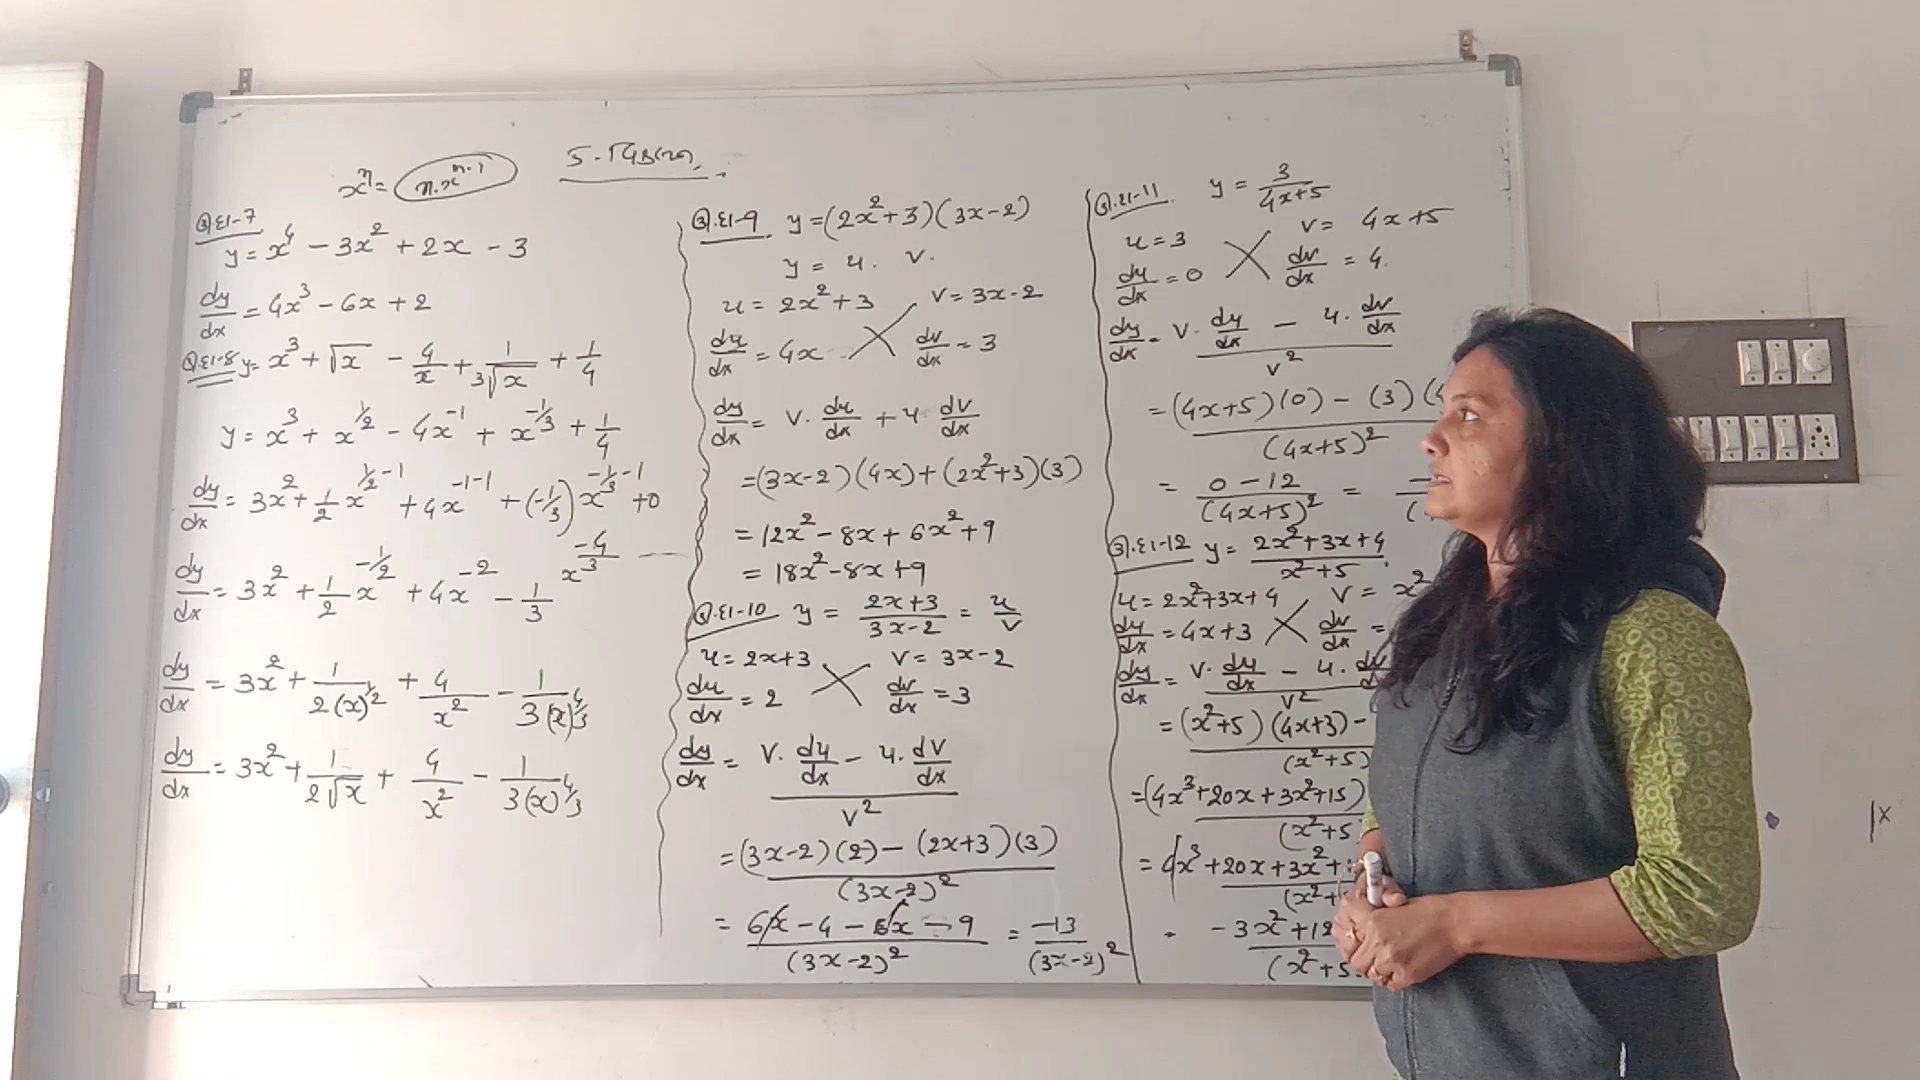 5-વિકલન
xⁿ = n.xⁿ⁻¹
ઉ.દા-7
y = x⁴ - 3x² + 2x - 3
dy/dx = 4x³ - 6x + 2
ઉ.દા-8 y = x³ + √x - 4/x + 1/³√x + 1/4
y = x³ + x^1/2 - 4x⁻¹ + x^-1/3 + 1/4
dy/dx = 3x² + 1/2 x^1/2-1 + 4x^-1-1 + (-1/3)x^-1/3-1 + 0
dy/dx = 3x² + 1/2 x^-1/2 + 4x⁻² - 1/3 x^-4/3
dy/dx = 3x² + 1/2(x)^1/2 + 4/x² - 1/3(x)^4/3
dy/dx = 3x² + 1/2√x + 4/x² - 1/3(x)^4/3
ઉ.દા-9 y = (2x²+3)(3x-2)
y = u. v.
u = 2x²+3 v = 3x-2
du/dx = 4x dv/dx = 3
dy/dx = v. du/dx + u. dv/dx
= (3x-2)(4x) + (2x²+3)(3)
= 12x² - 8x + 6x² + 9
= 18x² - 8x + 9
ઉ.દા-10 y = 2x+3/3x-2 = u/v
u = 2x+3 v = 3x-2
du/dx = 2 dv/dx = 3
dy/dx = v. du/dx - u. dv/dx / v²
= (3x-2)(2) - (2x+3)(3) / (3x-2)²
= 6x - 4 - 6x - 9 / (3x-2)² = -13/(3x-2)²
ઉ.દા-11 y = 3/4x+5
u = 3 v = 4x+5
du/dx = 0 dv/dx = 4.
dy/dx = v. du/dx - u. dv/dx / v²
= (4x+5)(0) - (3)( / (4x+5)²
= 0 - 12 / (4x+5)² =
ઉ.દા-12 y = 2x²+3x+4 / x²+5.
u = 2x²+3x+4 v = x²
du/dx = 4x+3 dv/dx =
dy/dx = v. du/dx - u. dv/dx / v²
= (x²+5)(4x+3) - / (x²+5)
= (4x³+20x+3x²+15) / (x²+5
= 4x³+20x+3x²+ / (x²+
= -3x²+12 / (x²+5